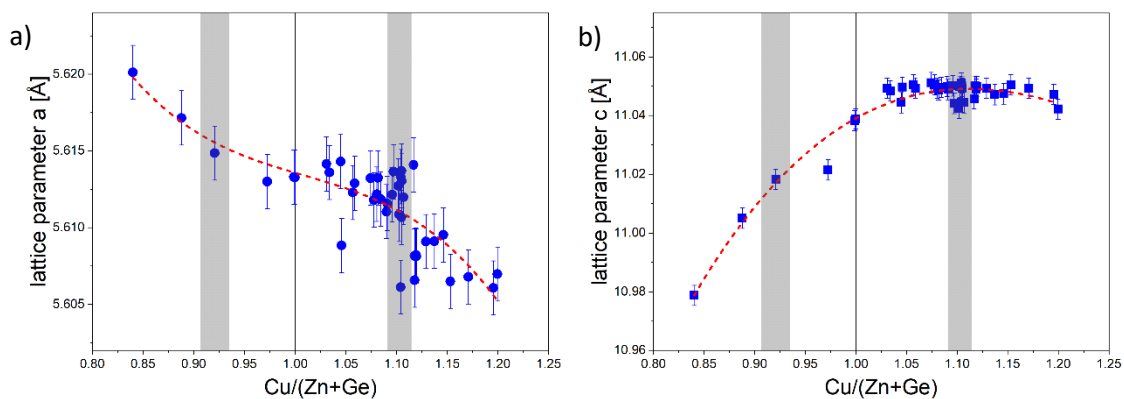 a)
lattice parameter a [Å]
5.620
5.615
5.610
5.605
0.80 0.85 0.90 0.95 1.00 1.05 1.10 1.15 1.20 1.25
Cu/(Zn+Ge)
b)
lattice parameter c [Å]
11.06
11.04
11.02
11.00
10.98
10.96
0.80 0.85 0.90 0.95 1.00 1.05 1.10 1.15 1.20 1.25
Cu/(Zn+Ge)